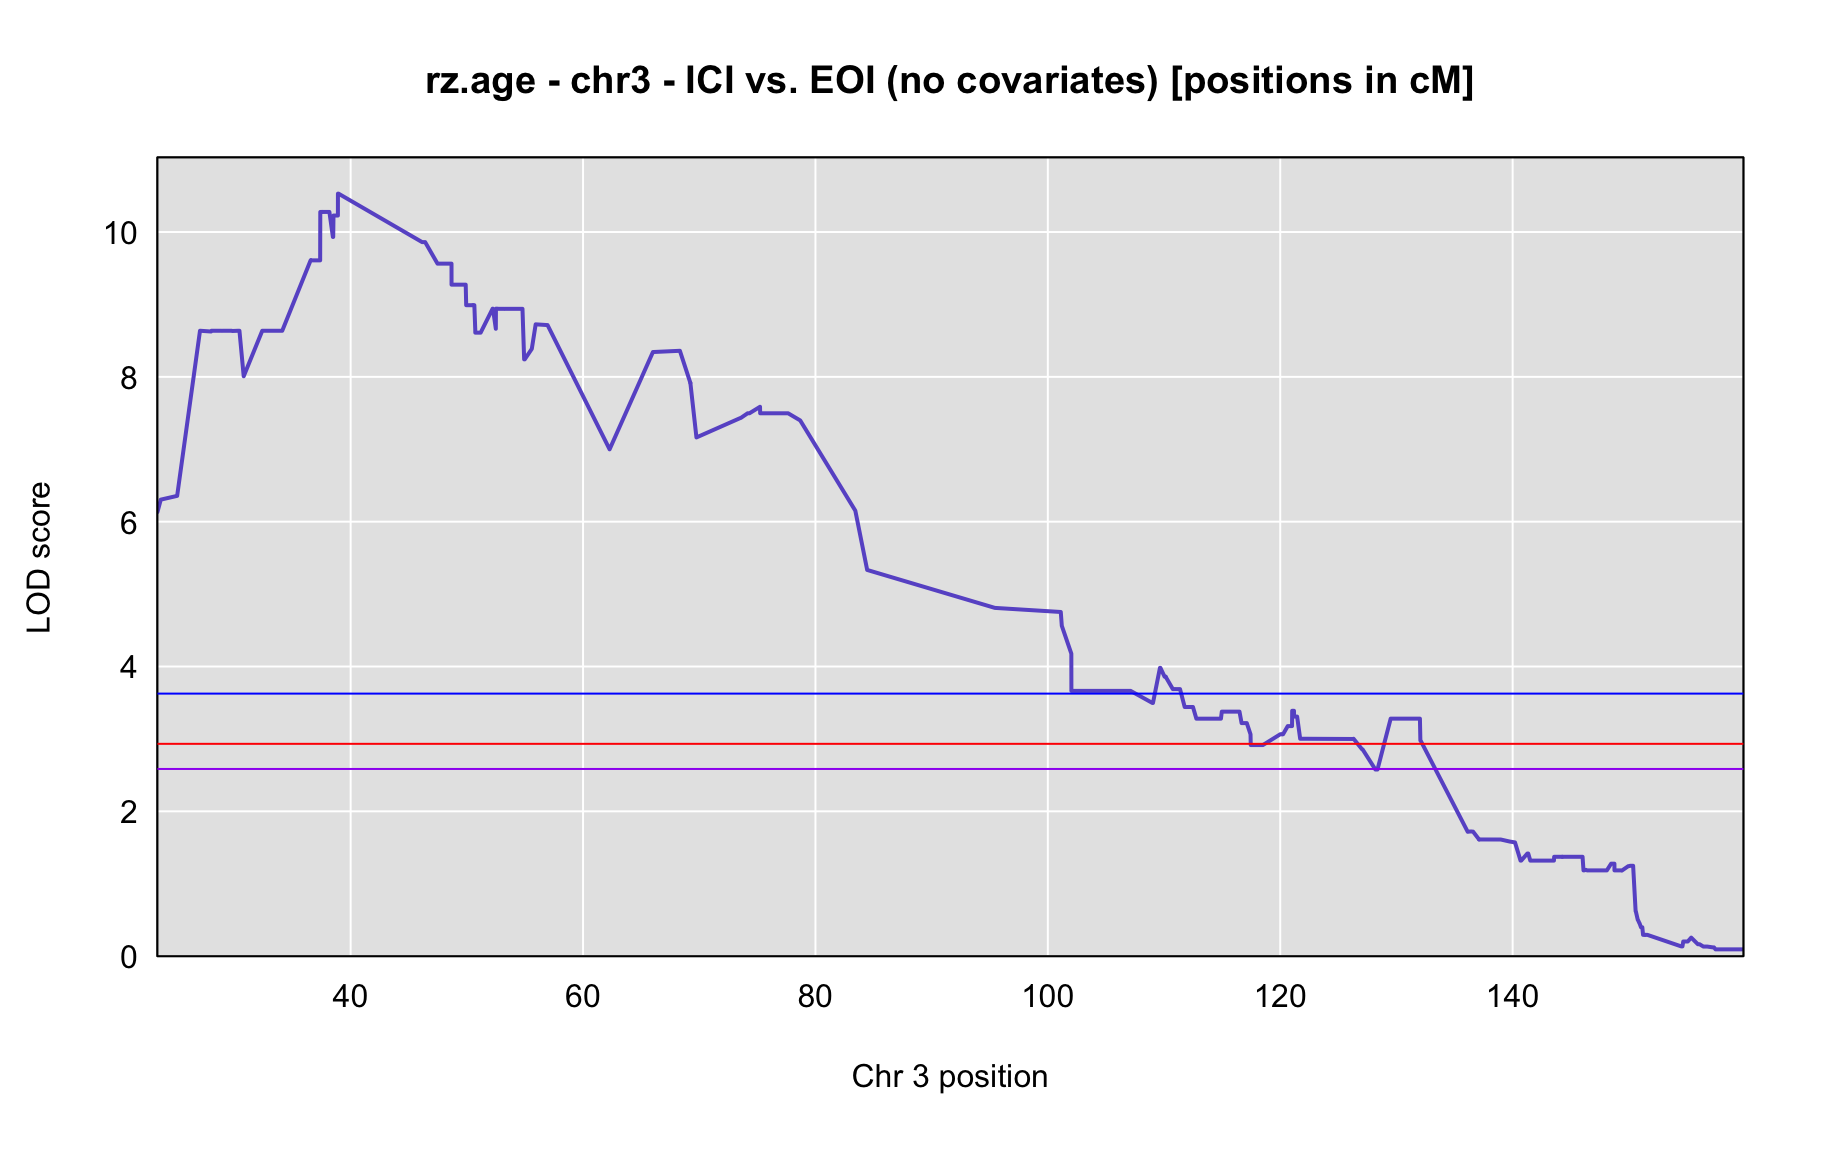 rz.age - chr3 - ICI vs. EOI (no covariates) [positions in cM]
LOD score
10
8
6
4
2
0
40 60 80 100 120 140
Chr 3 position